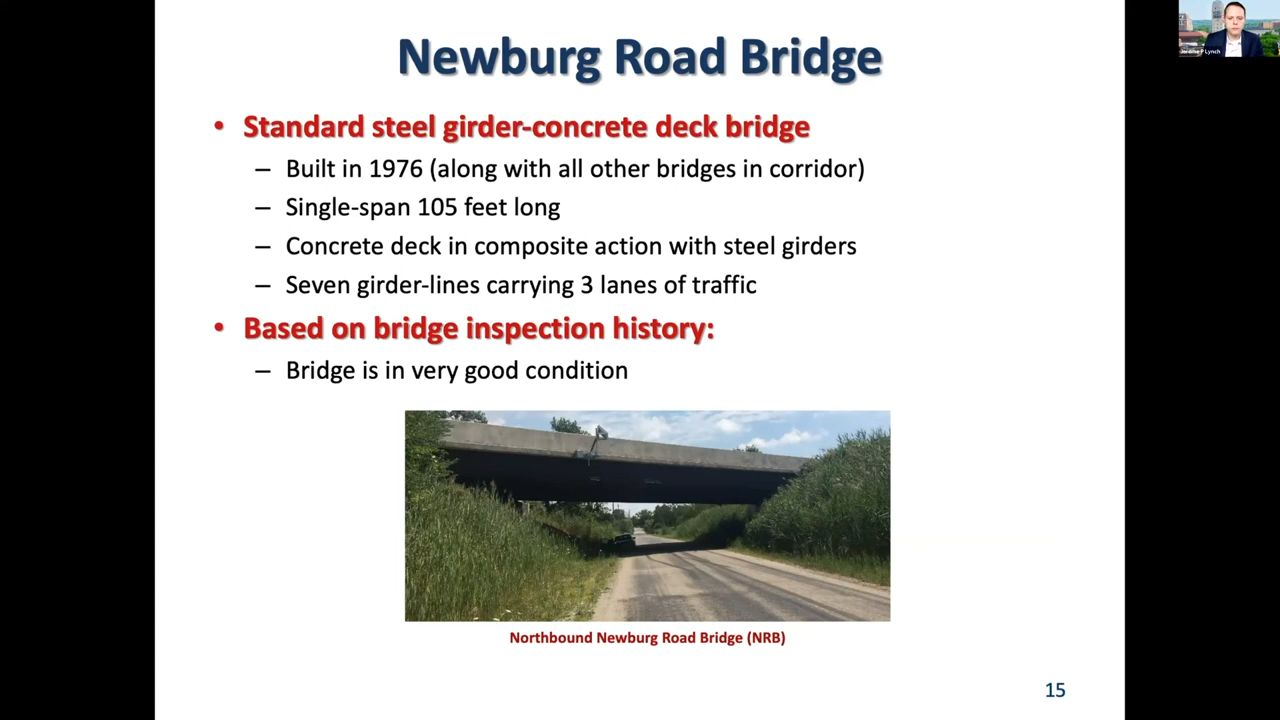 Newburg Road Bridge
Jerome P Lynch
• Standard steel girder-concrete deck bridge
– Built in 1976 (along with all other bridges in corridor)
– Single-span 105 feet long
– Concrete deck in composite action with steel girders
– Seven girder-lines carrying 3 lanes of traffic
• Based on bridge inspection history:
– Bridge is in very good condition
Northbound Newburg Road Bridge (NRB)
15